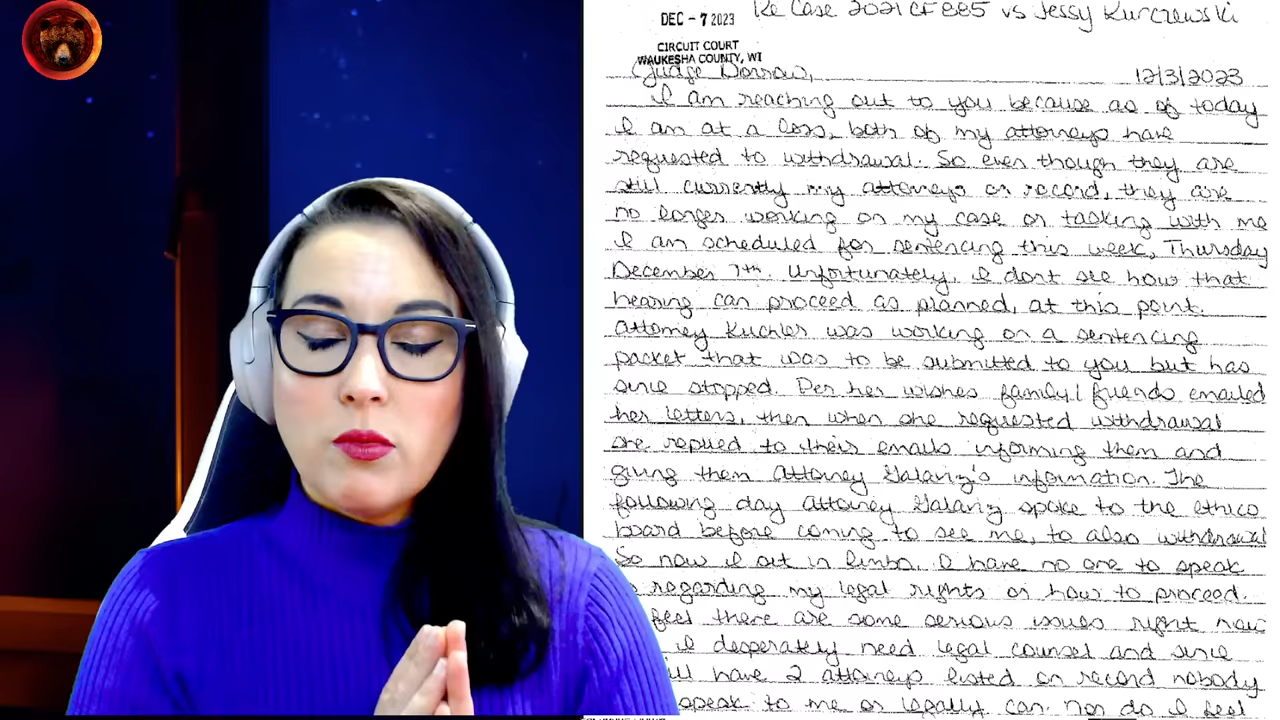 DEC - 7 2023
Re Case 2021CF885 vs Jessy Kurczewski
CIRCUIT COURT
WAUKESHA COUNTY, WI
Judge Dorrow,
12/3/2023
I am reaching out to you because as of today
I am at a loss, both of my attorneys have
requested to withdrawal. So even though they are
still currently my attorneys on record, they are
no longer working on my case or talking with me
I am scheduled for sentencing this week, Thursday
December 7th. Unfortunately, I dont see how that
hearing can proceed as planned, at this point.
Attorney Kuchler was working on a sentencing
packet that was to be submitted to you but has
since stopped. Per her wishes family/friends emailed
her letters, then when she requested withdrawal
she replied to their emails informing them and
giving them Attorney Galanz's information. The
following day Attorney Galanz spoke to the ethics
board before coming to see me, to also withdrawal
So now I sit in limbo. I have no one to speak
regarding my legal rights or how to proceed.
feel there are some serious issues right now
I desperately need legal counsel and since
ill have 2 attorneys listed on record nobody
speak to me or legally can. Nor do I feel